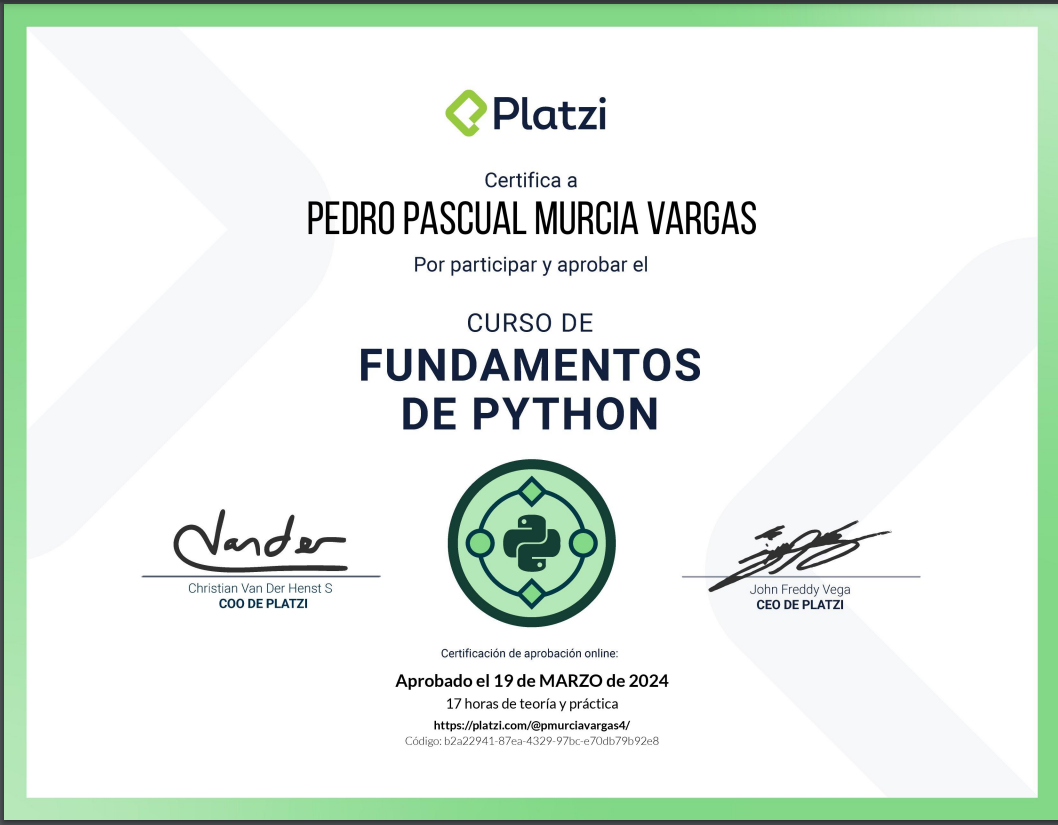 Platzi
Certifica a
PEDRO PASCUAL MURCIA VARGAS
Por participar y aprobar el
CURSO DE
FUNDAMENTOS
DE PYTHON
Vander
Christian Van Der Henst S
COO DE PLATZI
John Freddy Vega
CEO DE PLATZI
Certificación de aprobación online:
Aprobado el 19 de MARZO de 2024
17 horas de teoría y práctica
https://platzi.com/@pmurciavargas4/
Código: b2a22941-87ea-4329-97bc-e70db79b92e8